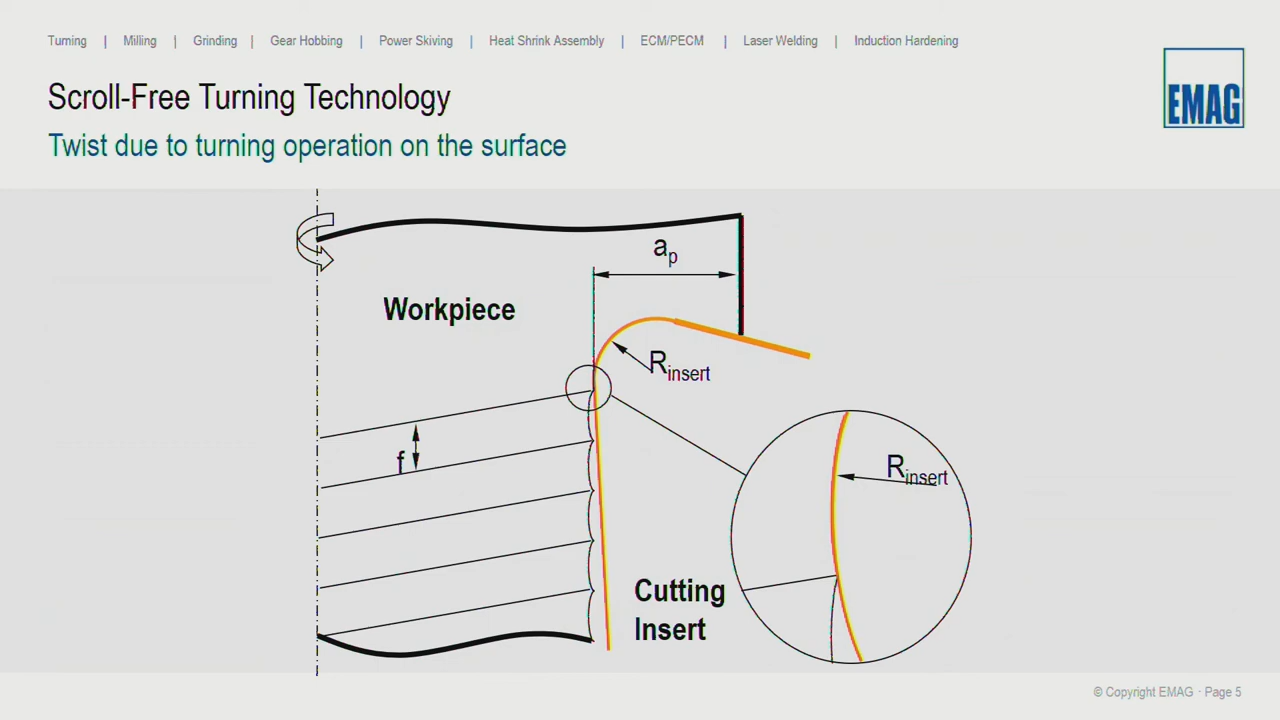 Turning | Milling | Grinding | Gear Hobbing | Power Skiving | Heat Shrink Assembly | ECM/PECM | Laser Welding | Induction Hardening
Scroll-Free Turning Technology
EMAG
Twist due to turning operation on the surface
ap
Workpiece
Rinsert
f
Rinsert
Cutting
Insert
© Copyright EMAG · Page 5